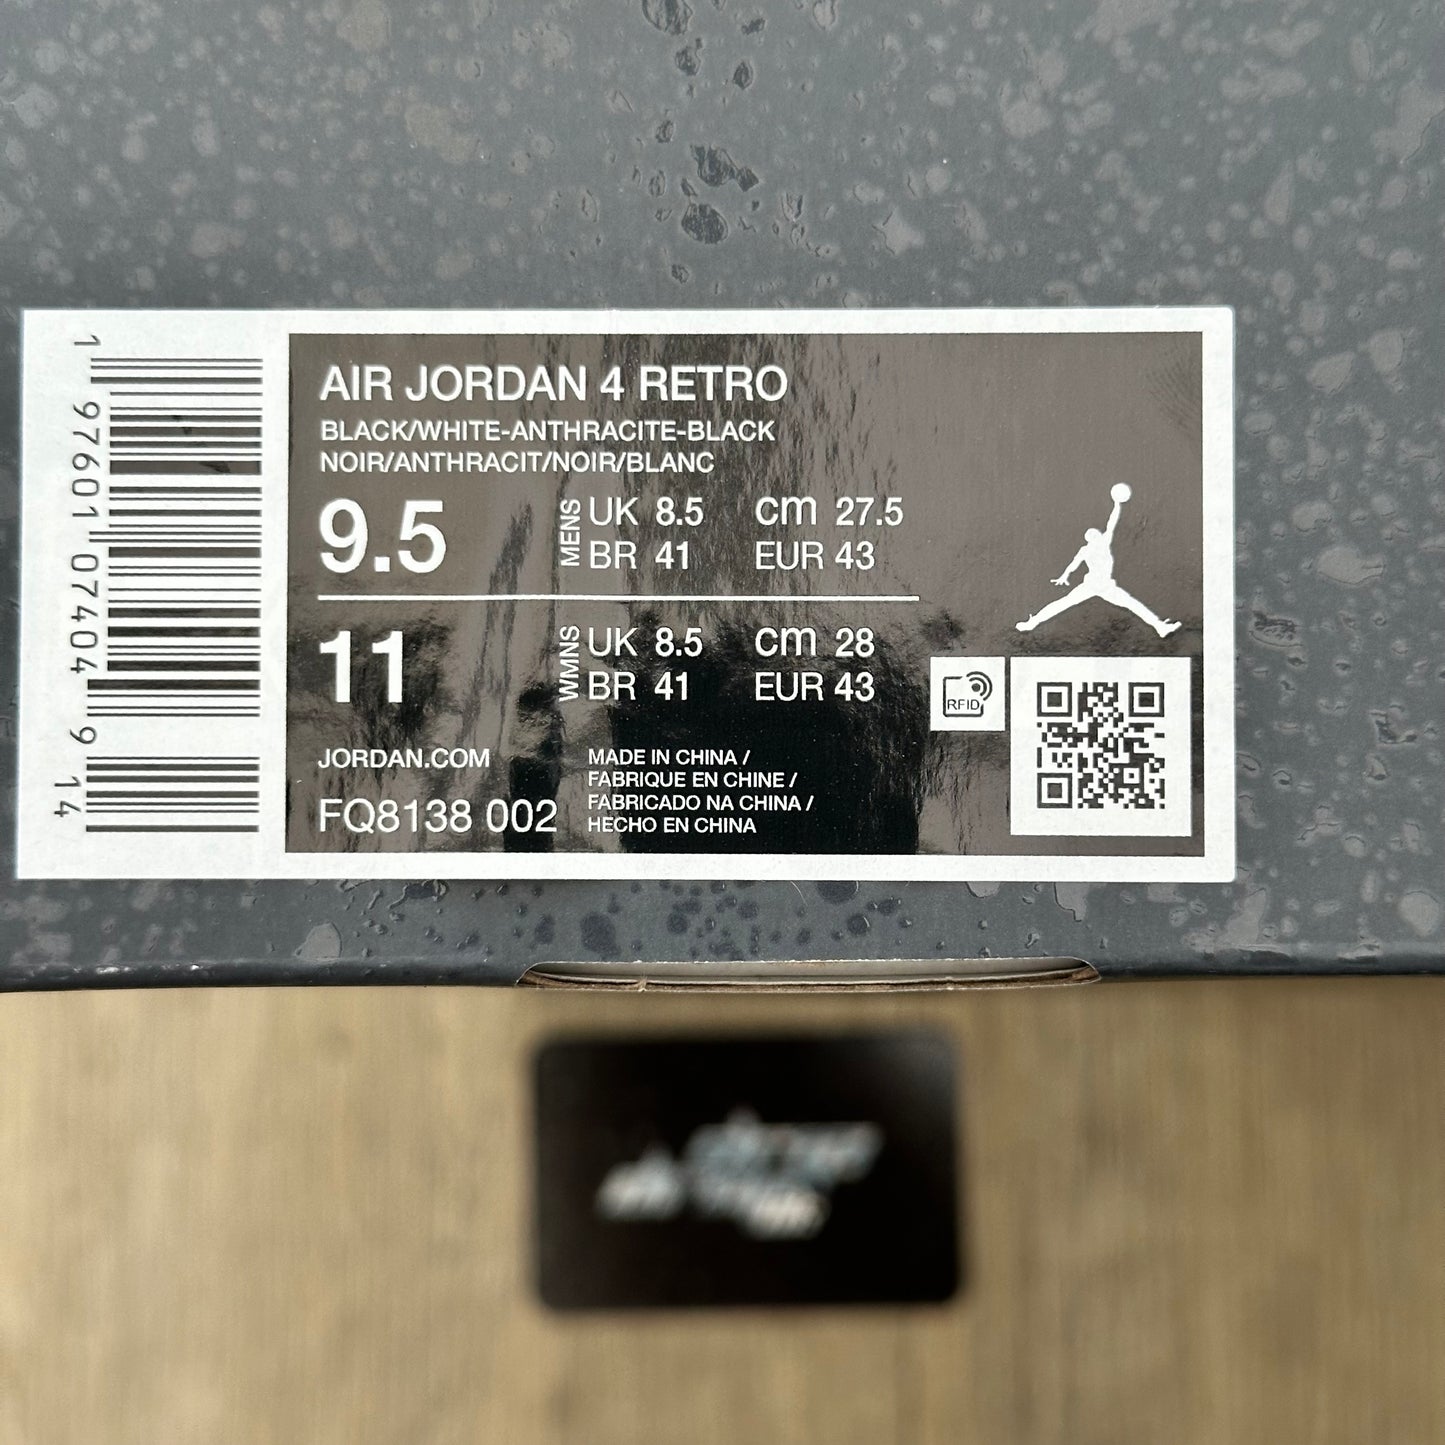 AIR JORDAN 4 RETRO
BLACK/WHITE-ANTHRACITE-BLACK
NOIR/ANTHRACIT/NOIR/BLANC
9.5 MENS UK 8.5 cm 27.5
BR 41 EUR 43
11 WMNS UK 8.5 cm 28
BR 41 EUR 43
RFID
JORDAN.COM
FQ8138 002
MADE IN CHINA /
FABRIQUE EN CHINE /
FABRICADO NA CHINA /
HECHO EN CHINA
1 97601 07404 9 14